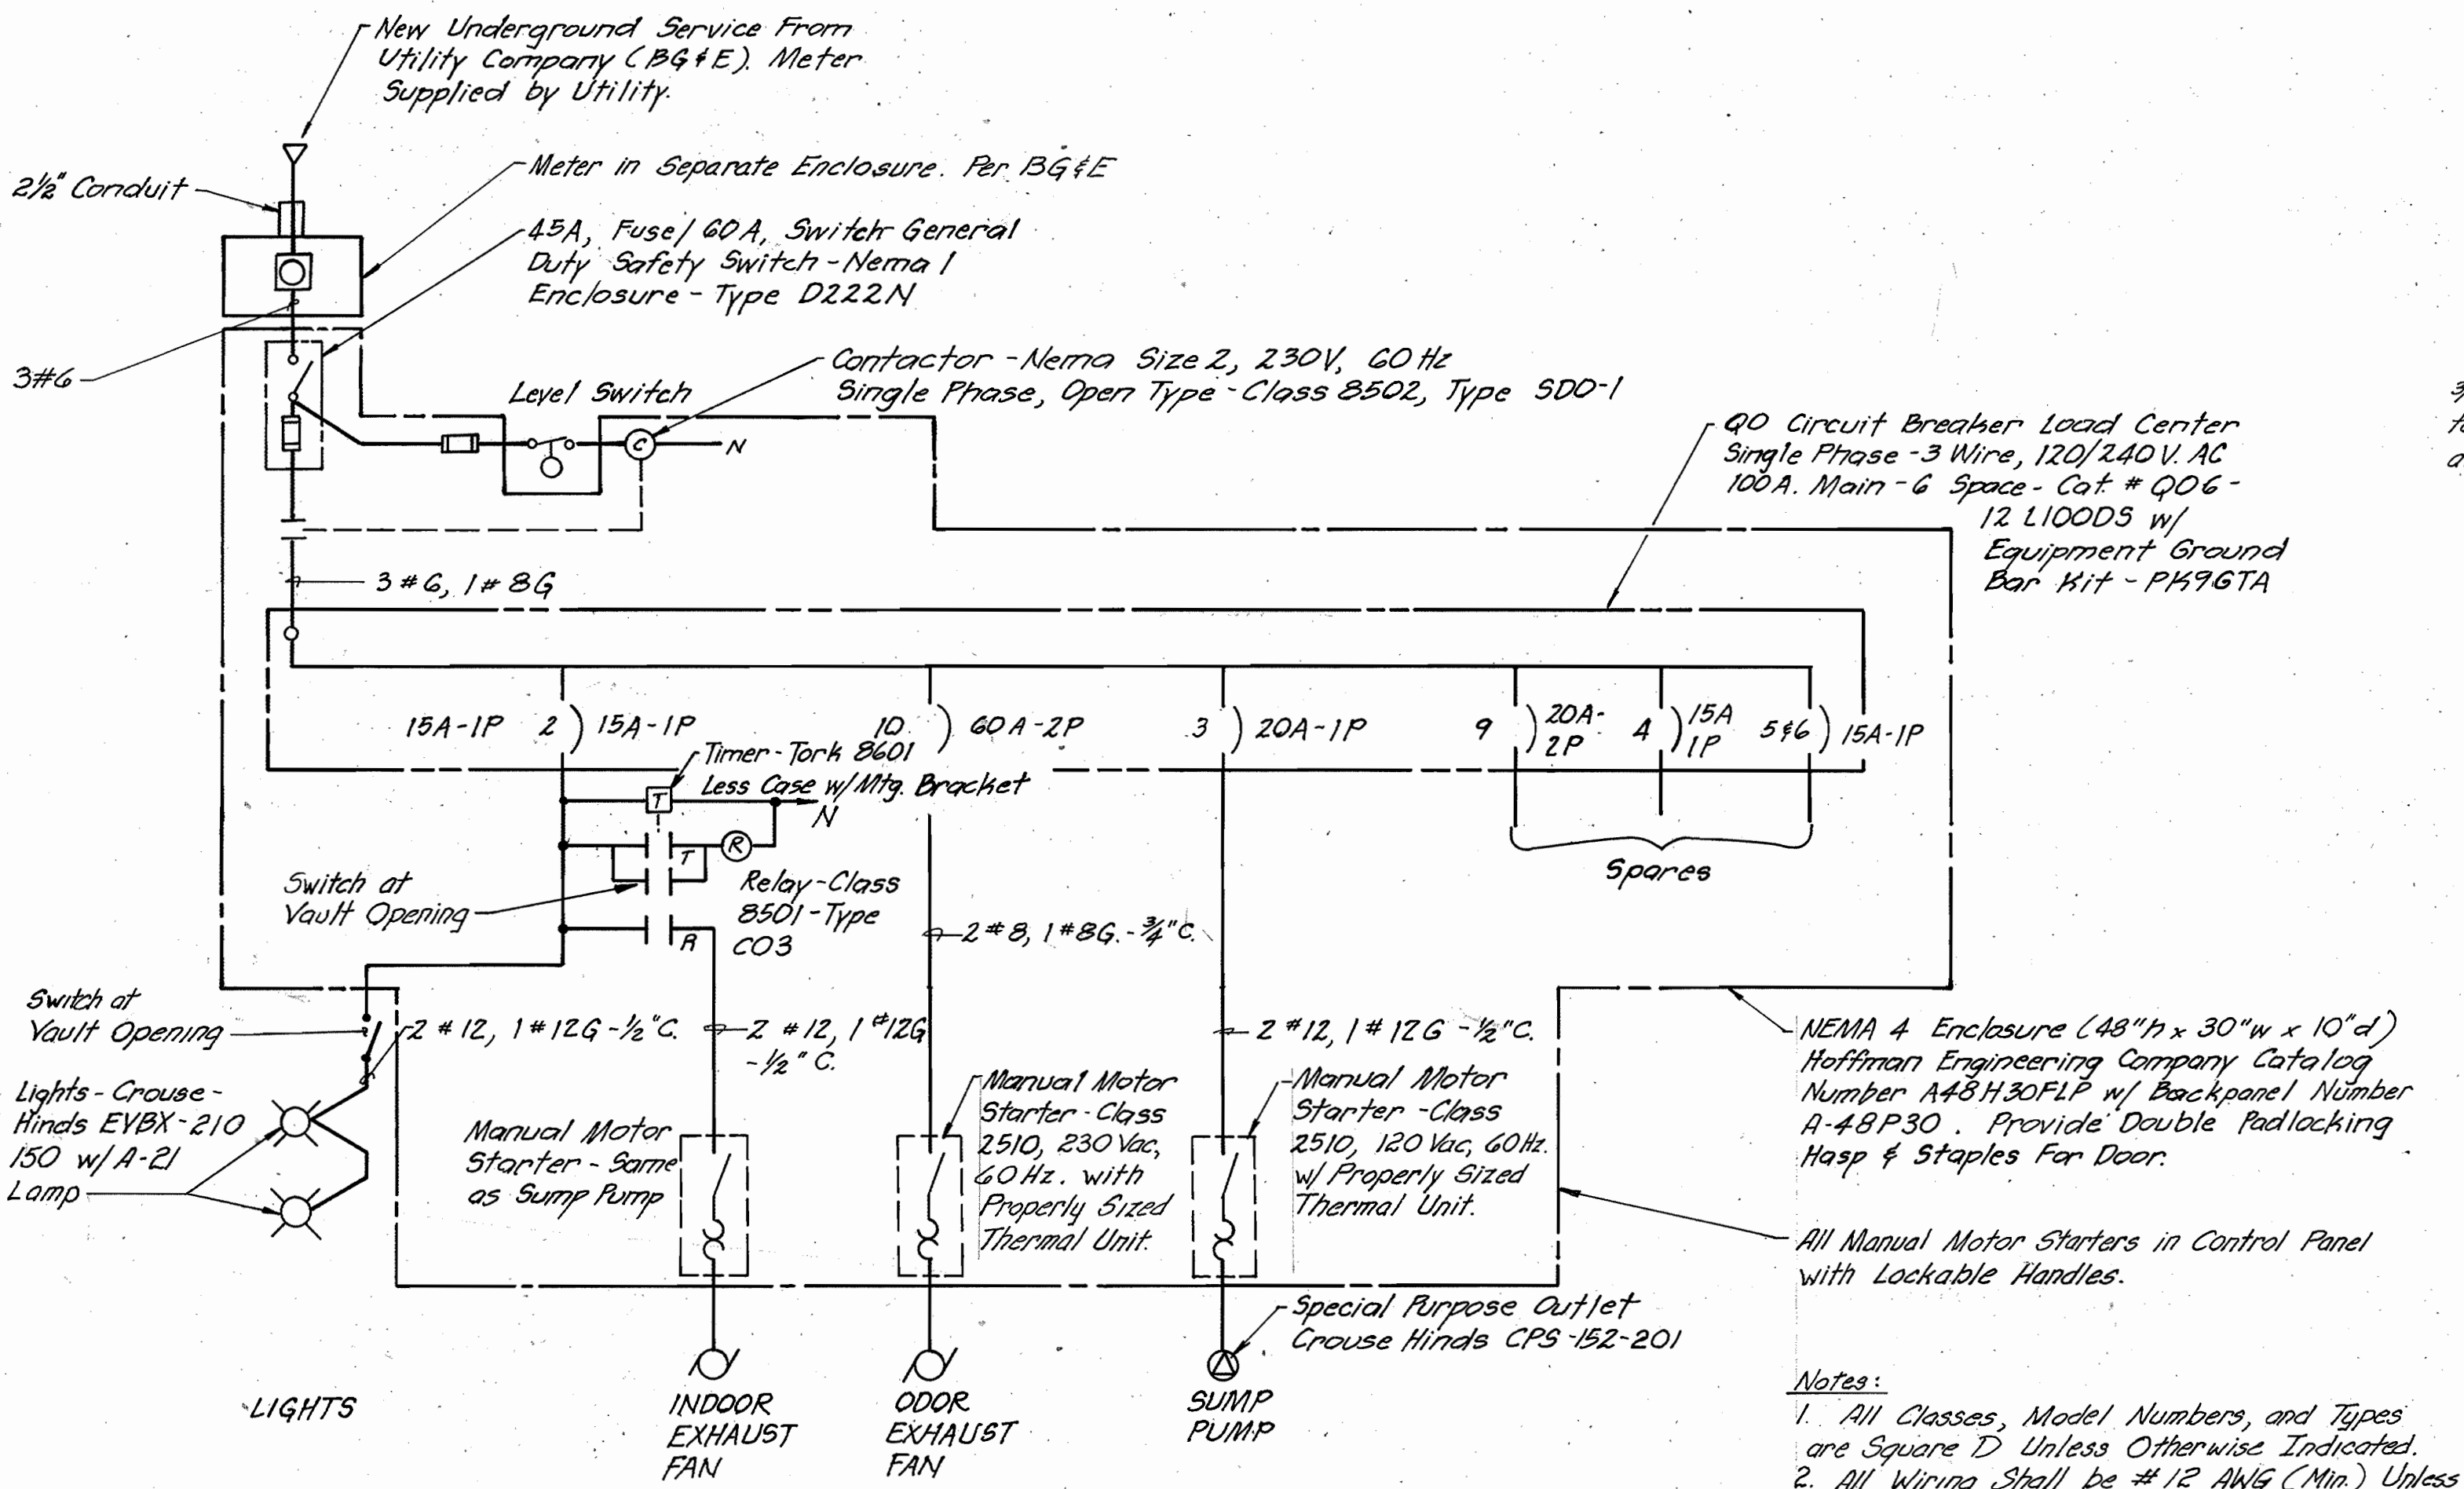 New Underground Service From
Utility Company (BG&E). Meter
Supplied by Utility.
2½" Conduit
Meter in Separate Enclosure. Per BG&E
45A, Fuse/ 60A, Switch General
Duty Safety Switch - Nema 1
Enclosure - Type D222N
3#6
Level Switch
Contactor - Nema Size 2, 230V, 60 Hz
Single Phase, Open Type - Class 8502, Type SDO-1
C
N
QO Circuit Breaker Load Center
Single Phase - 3 Wire, 120/240 V. AC
100A. Main - 6 Space - Cat. # QO6-
12 L100DS w/
Equipment Ground
Bar Kit - PK9GTA
3 #6, 1 # 8G
15A-1P 2 15A-1P
10 60A-2P
3 20A-1P
9 20A-
2P
4 15A
1P
5&6 15A-1P
Timer-Tork 8601
Less Case w/Mtg. Bracket
T
N
T
R
Switch at
Vault Opening
Relay-Class
8501-Type
CO3
R
Spares
2 #8, 1 #8G. - ¾" C.
Switch at
Vault Opening
2 #12, 1 #12G - ½" C.
2 #12, 1 #12G
- ½" C.
2 #12, 1 # 12G - ½" C.
Lights - Crouse-
Hinds EVBX-210
150 w/ A-21
Lamp
Manual Motor
Starter - Same
as Sump Pump
Manual Motor
Starter - Class
2510, 230 Vac,
60 Hz. with
Properly Sized
Thermal Unit.
Manual Motor
Starter - Class
2510, 120 Vac, 60 Hz.
w/ Properly Sized
Thermal Unit.
NEMA 4 Enclosure (48"h x 30"w x 10"d)
Hoffman Engineering Company Catalog
Number A48H30FLP w/ Backpanel Number
A-48P30. Provide Double Padlocking
Hasp & Staples For Door.
All Manual Motor Starters in Control Panel
with Lockable Handles.
Special Purpose Outlet
Crouse Hinds CPS-152-201
LIGHTS
INDOOR
EXHAUST
FAN
ODOR
EXHAUST
FAN
SUMP
PUMP
Notes:
1. All Classes, Model Numbers, and Types
are Square D Unless Otherwise Indicated.
2. All Wiring Shall be #12 AWG (Min.) Unless